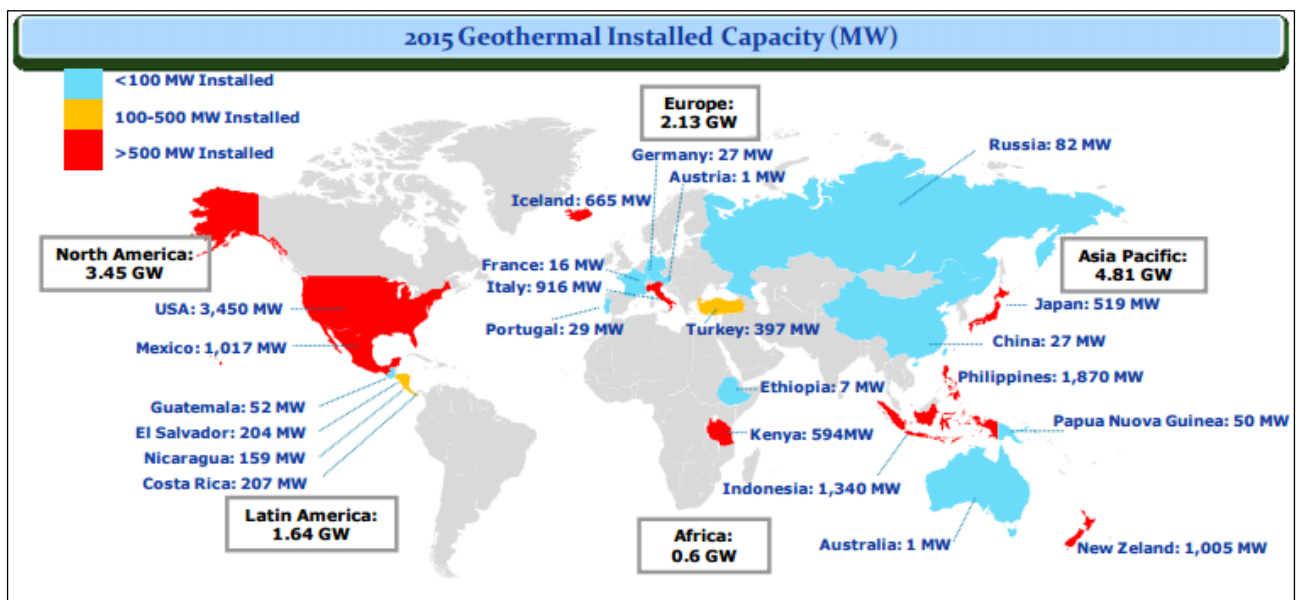 2015 Geothermal Installed Capacity (MW)
<100 MW Installed
100-500 MW Installed
>500 MW Installed
Europe:
2.13 GW
Germany: 27 MW
Austria: 1 MW
Russia: 82 MW
Iceland: 665 MW
North America:
3.45 GW
Asia Pacific:
4.81 GW
France: 16 MW
Italy: 916 MW
USA: 3,450 MW
Japan: 519 MW
Portugal: 29 MW
Turkey: 397 MW
China: 27 MW
Mexico: 1,017 MW
Philippines: 1,870 MW
Ethiopia: 7 MW
Guatemala: 52 MW
Papua Nuova Guinea: 50 MW
El Salvador: 204 MW
Kenya: 594MW
Nicaragua: 159 MW
Costa Rica: 207 MW
Indonesia: 1,340 MW
Latin America:
1.64 GW
Africa:
0.6 GW
Australia: 1 MW
New Zeland: 1,005 MW